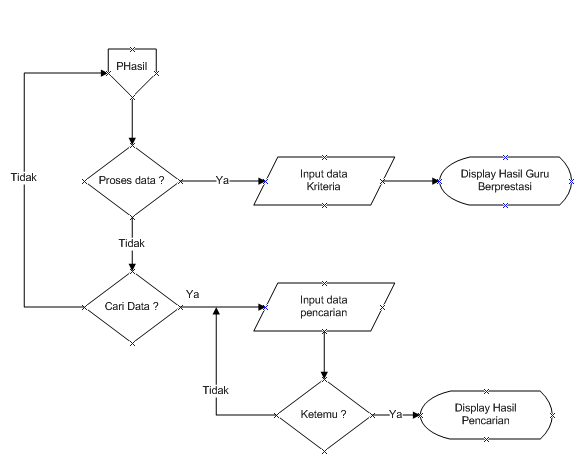 PHasil
Proses data ?
Ya
Input data
Kriteria
Display Hasil Guru
Berprestasi
Tidak
Tidak
Cari Data ?
Ya
Input data
pencarian
Tidak
Ketemu ?
Ya
Display Hasil
Pencarian